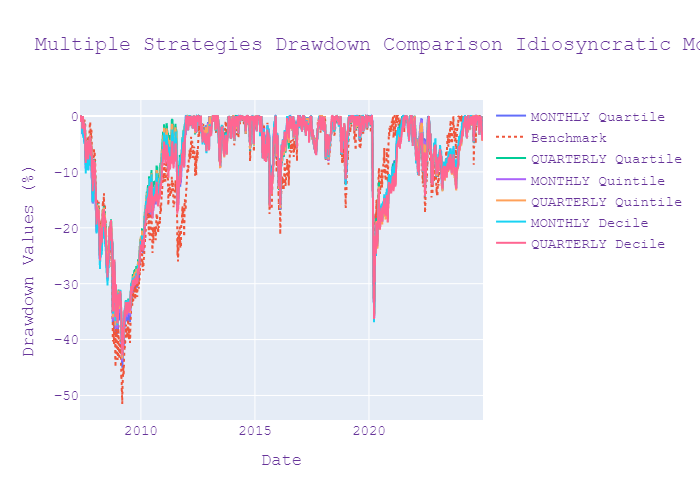 Multiple Strategies Drawdown Comparison Idiosyncratic
MONTHLY Quartile
Benchmark
QUARTERLY Quartile
MONTHLY Quintile
QUARTERLY Quintile
MONTHLY Decile
QUARTERLY Decile
Drawdown Values (%)
0
−10
−20
−30
−40
−50
2010
2015
2020
Date